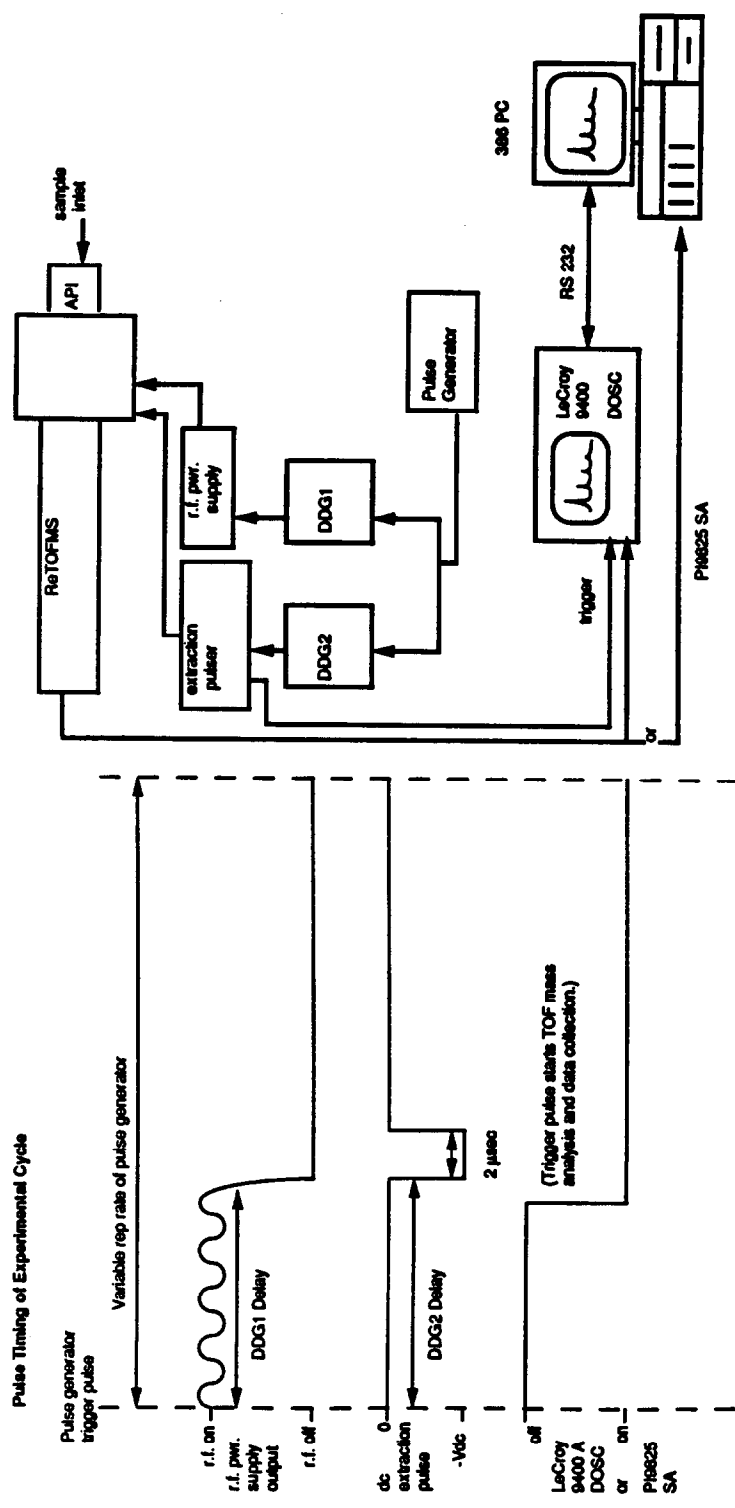 Pulse Timing of Experimental Cycle
Pulse generator
trigger pulse
Variable rep rate of pulse generator
r.f. on
r.f. pwr.
supply
output
r.f. off
DDG1 Delay
dc
extraction
pulse
0
-Vdc
DDG2 Delay
2 µsec
off
LeCroy
9400 A
DOSC
or
PI9825
SA
on
(Trigger pulse starts TOF mass
analysis and data collection.)
ReTOFMS
API
sample
inlet
extraction
pulser
r.f. pwr.
supply
DDG2
DDG1
Pulse
Generator
trigger
or
LeCroy
9400
DOSC
RS 232
386 PC
PI9825 SA